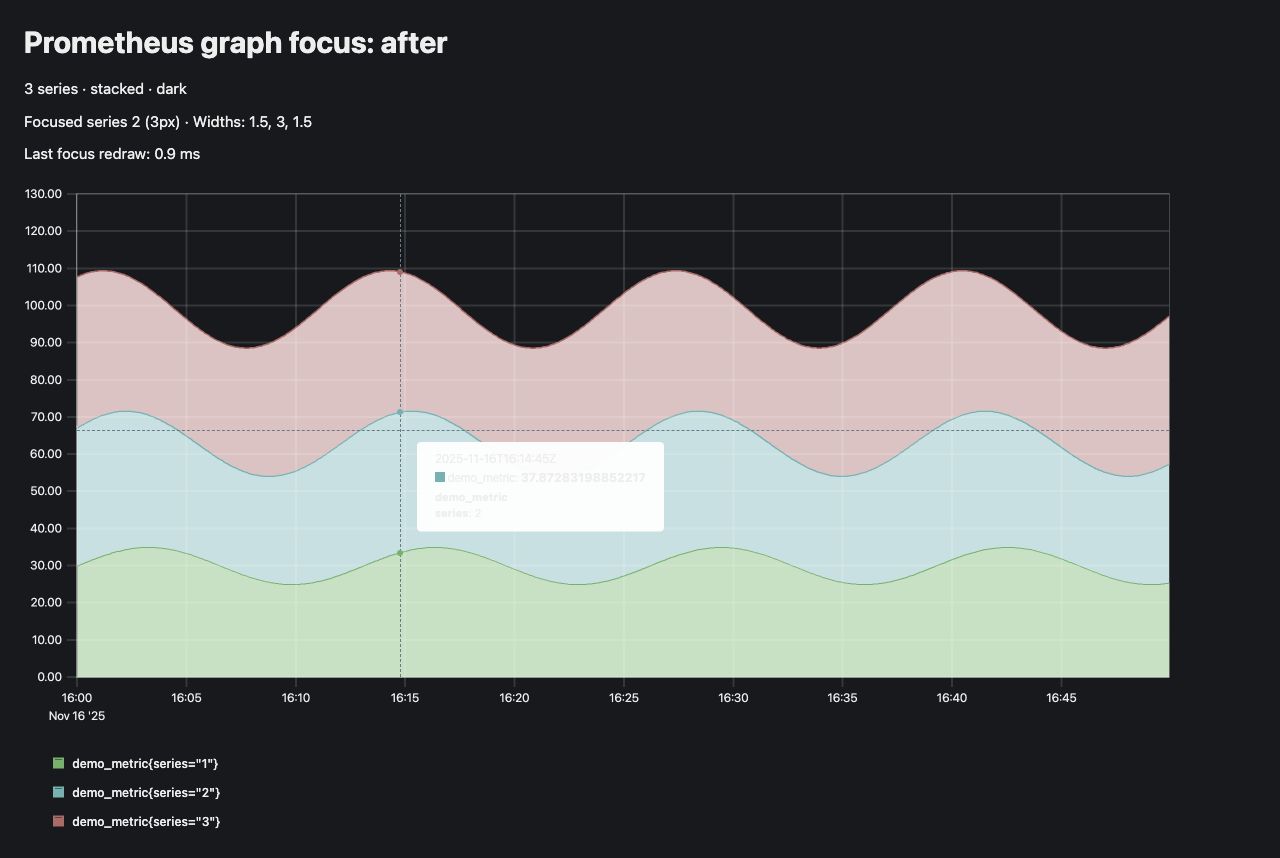 Prometheus graph focus: after
3 series · stacked · dark
Focused series 2 (3px) · Widths: 1.5, 3, 1.5
Last focus redraw: 0.9 ms
130.00
120.00
110.00
100.00
90.00
80.00
70.00
60.00
50.00
40.00
30.00
20.00
10.00
0.00
2025-11-16T16:14:45Z
demo_metric: 37.87283198852217
demo_metric
series: 2
16:00 16:05 16:10 16:15 16:20 16:25 16:30 16:35 16:40 16:45
Nov 16 '25
demo_metric{series="1"}
demo_metric{series="2"}
demo_metric{series="3"}